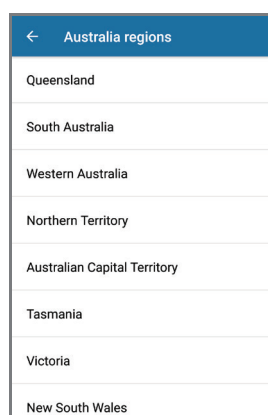 Australia regions
Queensland
South Australia
Western Australia
Northern Territory
Australian Capital Territory
Tasmania
Victoria
New South Wales